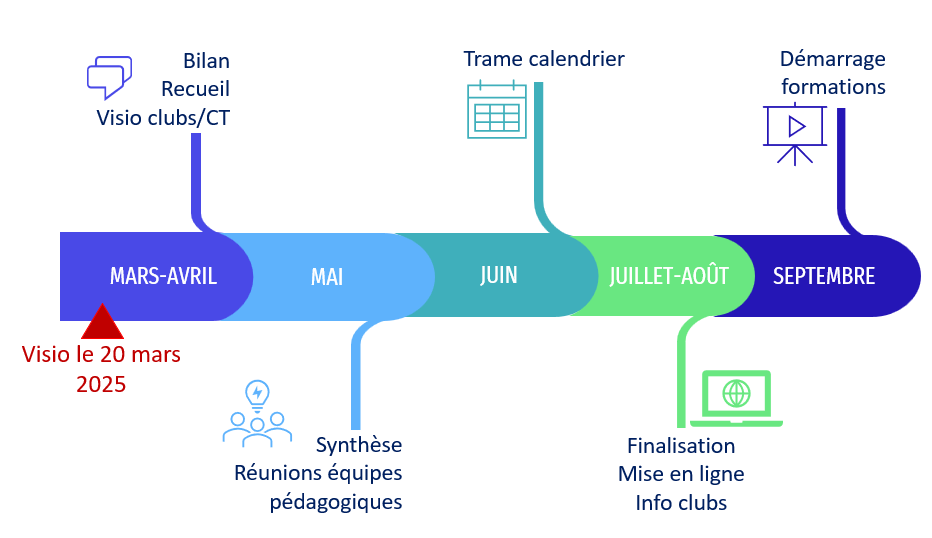 Bilan
Recueil
Visio clubs/CT
Trame calendrier
Démarrage
formations
MARS-AVRIL
MAI
JUIN
JUILLET-AOÛT
SEPTEMBRE
Visio le 20 mars
2025
Synthèse
Réunions équipes
pédagogiques
Finalisation
Mise en ligne
Info clubs